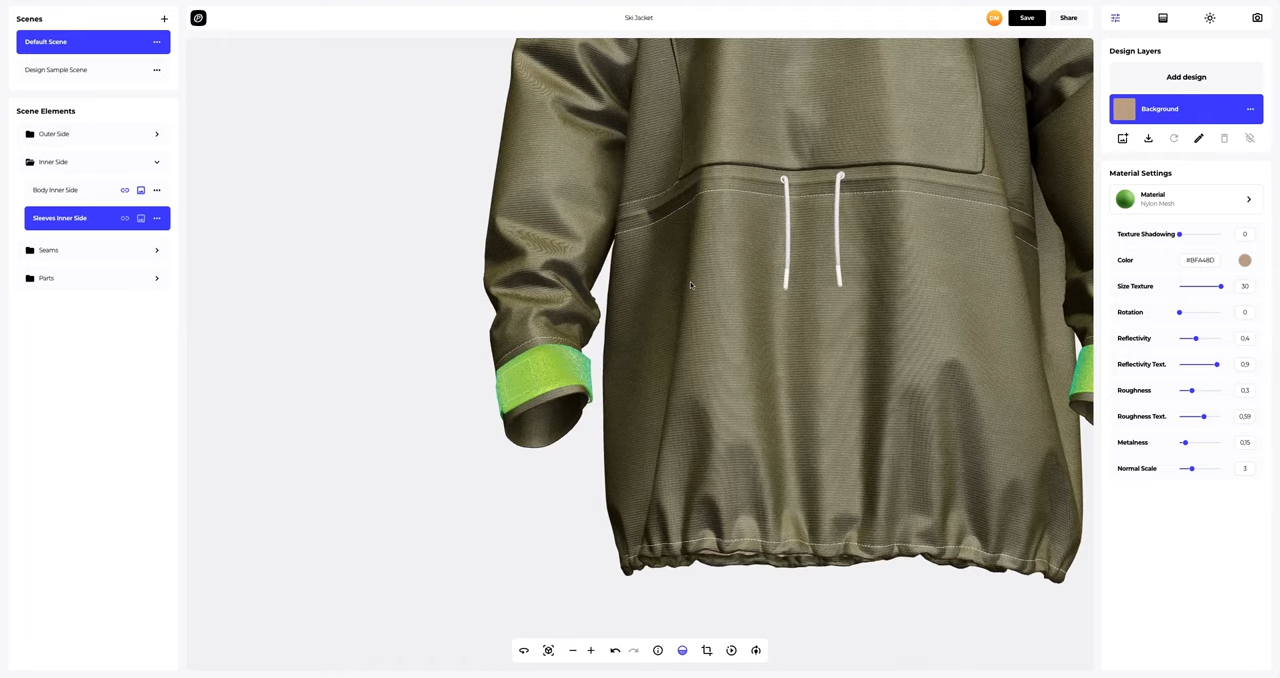 Scenes
Default Scene
Design Sample Scene
Scene Elements
Outer Side
Inner Side
Body Inner Side
Sleeves Inner Side
Seams
Parts
Ski Jacket
OM
Save
Share
Design Layers
Add design
Background
Material Settings
Material
Nylon Mesh
Texture Shadowing 0
Color #BFA48D
Size Texture 30
Rotation 0
Reflectivity 0,4
Reflectivity Text. 0,9
Roughness 0,3
Roughness Text. 0,59
Metalness 0,15
Normal Scale 3